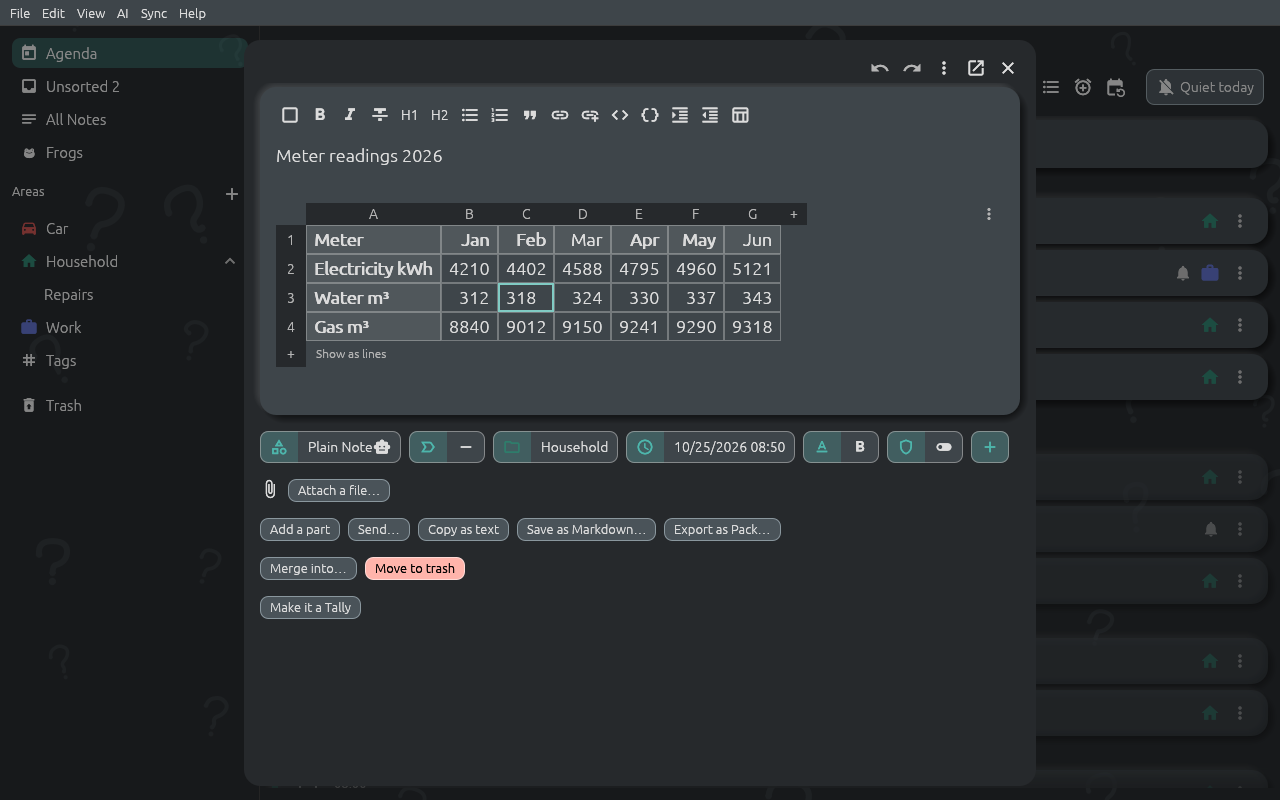 File Edit View AI Sync Help
Agenda
Unsorted 2
All Notes
Frogs
Areas
Car
Household
Repairs
Work
Tags
Trash
Quiet today
B I H1 H2
Meter readings 2026
A B C D E F G +
1 Meter Jan Feb Mar Apr May Jun
2 Electricity kWh 4210 4402 4588 4795 4960 5121
3 Water m³ 312 318 324 330 337 343
4 Gas m³ 8840 9012 9150 9241 9290 9318
+ Show as lines
Plain Note — Household 10/25/2026 08:50 A B +
Attach a file…
Add a part Send… Copy as text Save as Markdown… Export as Pack…
Merge into… Move to trash
Make it a Tally